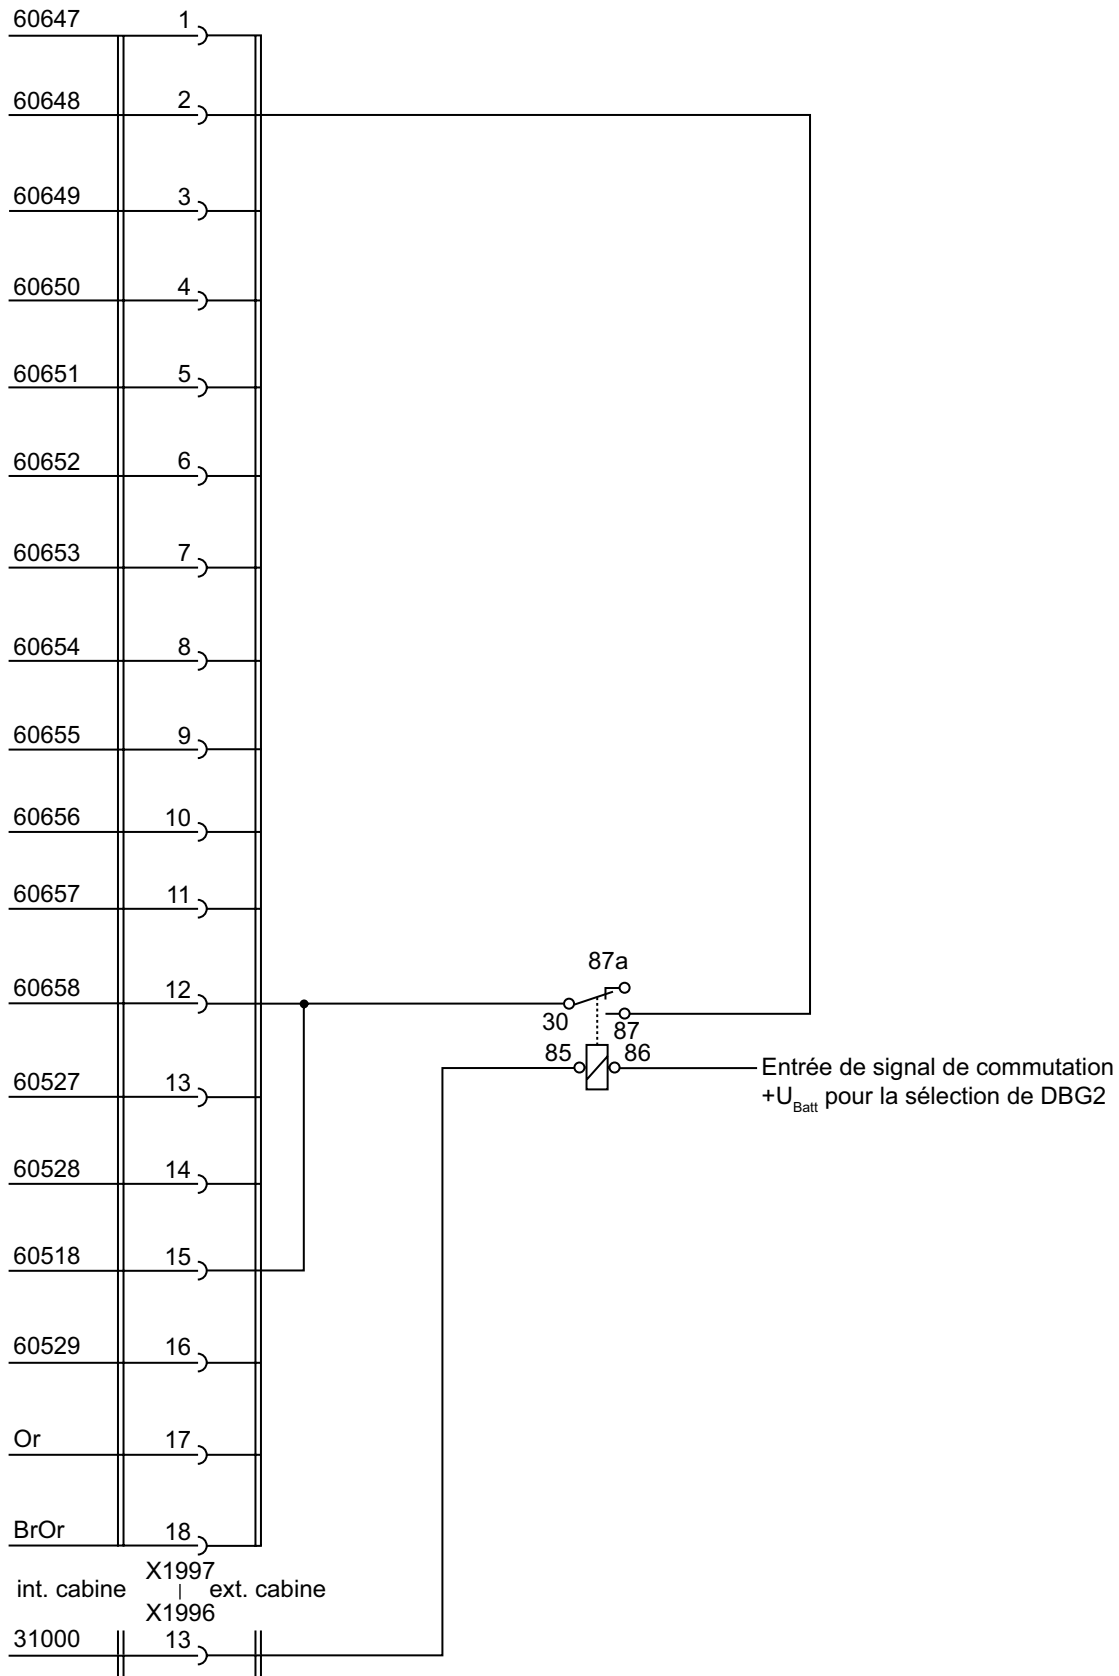 60647 1
60648 2
60649 3
60650 4
60651 5
60652 6
60653 7
60654 8
60655 9
60656 10
60657 11
87a
60658 12
30
87
85 86
Entrée de signal de commutation
+U_Batt pour la sélection de DBG2
60527 13
60528 14
60518 15
60529 16
Or 17
BrOr 18
X1997
int. cabine | ext. cabine
X1996
31000 13